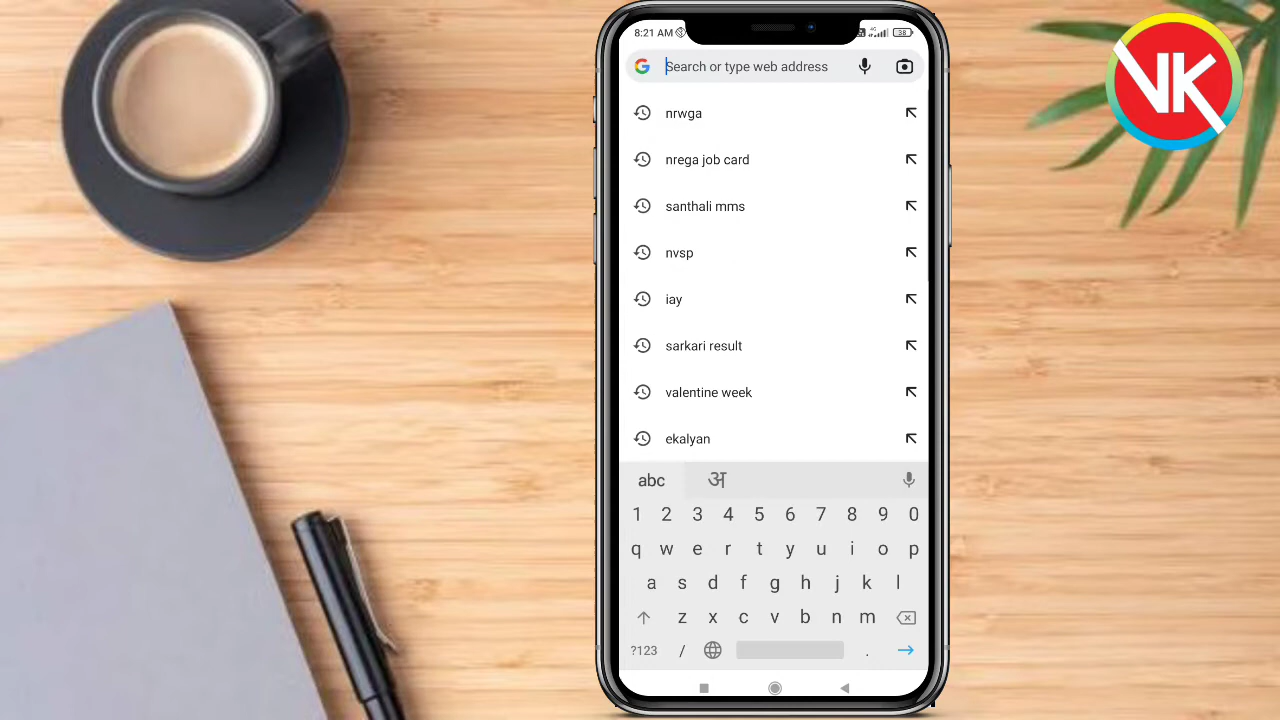 8:21 AM
38
VK
Search or type web address
nrwga
nrega job card
santhali mms
nvsp
iay
sarkari result
valentine week
ekalyan
abc अ
1 2 3 4 5 6 7 8 9 0
q w e r t y u i o p
a s d f g h j k l
z x c v b n m
?123 / .